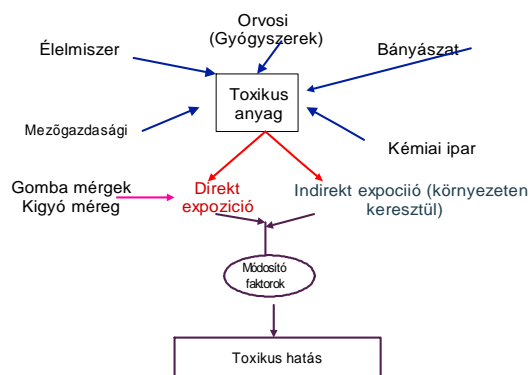 Orvosi
(Gyógyszerek)
Élelmiszer
Bányászat
Toxikus
anyag
Mezõgazdasági
Kémiai ipar
Gomba mérgek
Kigyó méreg
Direkt
expozició
Indirekt expociió (környezeten
keresztül)
Módosító
faktorok
Toxikus hatás